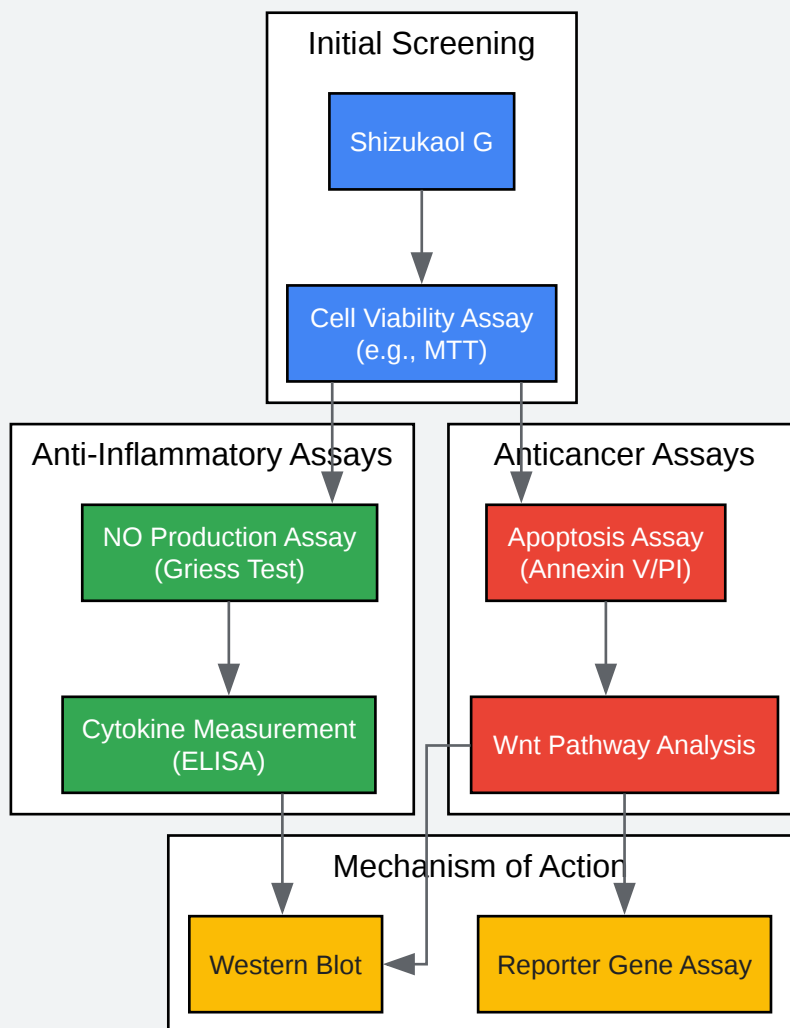 Initial Screening
Shizukaol G
Cell Viability Assay
(e.g., MTT)
Anti-Inflammatory Assays
NO Production Assay
(Griess Test)
Cytokine Measurement
(ELISA)
Anticancer Assays
Apoptosis Assay
(Annexin V/PI)
Wnt Pathway Analysis
Mechanism of Action
Western Blot
Reporter Gene Assay